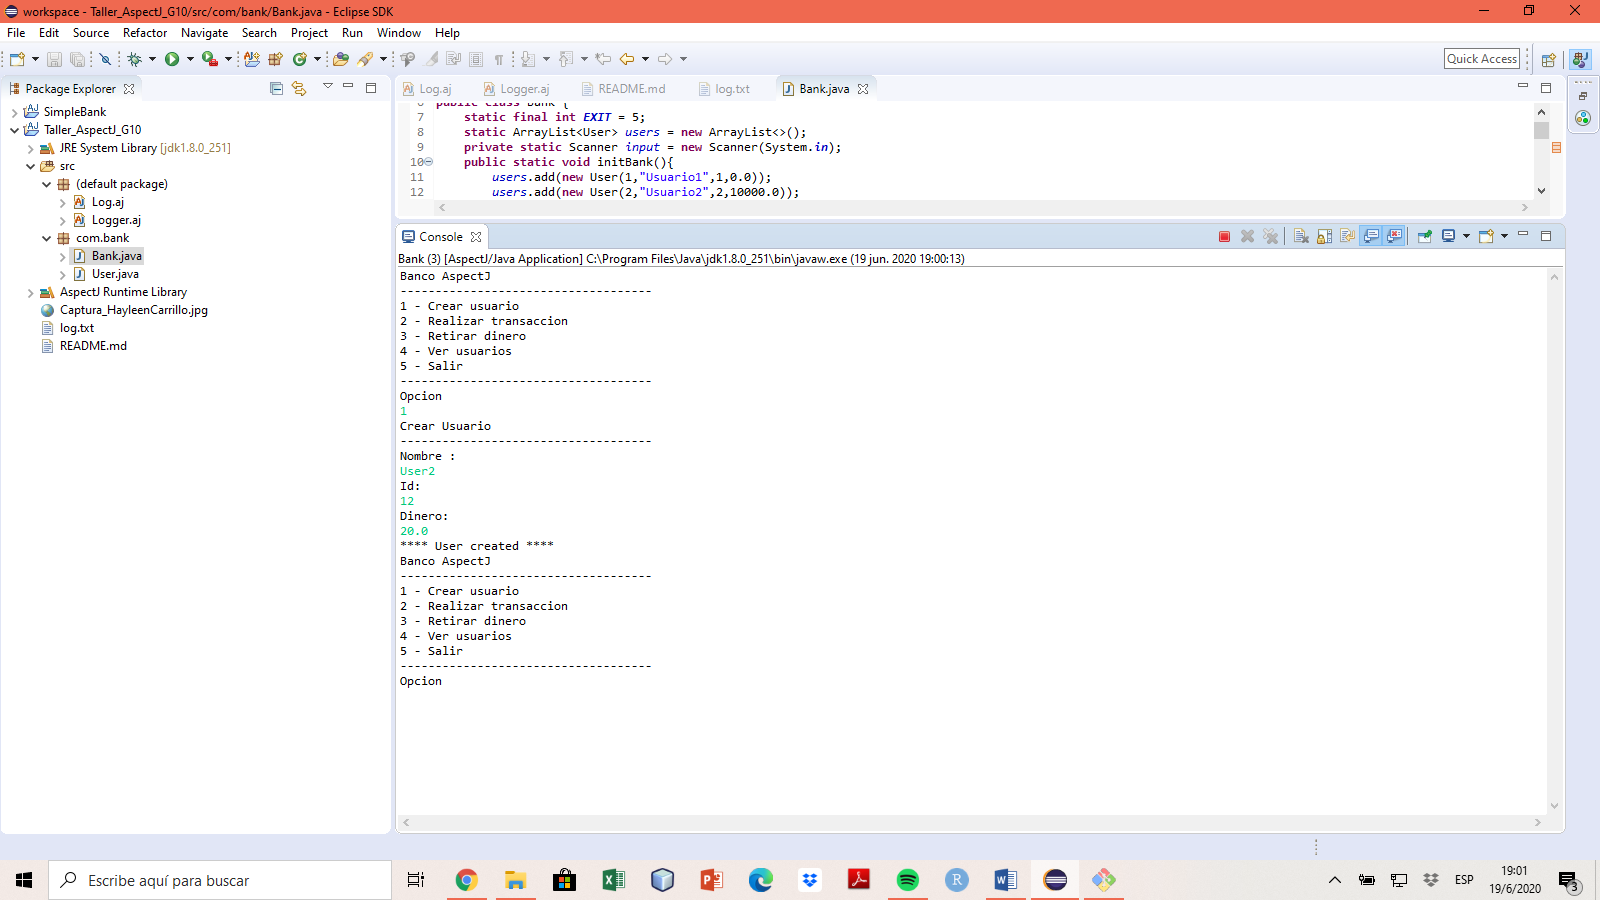 workspace - Taller_AspectJ_G10/src/com/bank/Bank.java - Eclipse SDK
File Edit Source Refactor Navigate Search Project Run Window Help
Quick Access
Package Explorer
SimpleBank
Taller_AspectJ_G10
JRE System Library [jdk1.8.0_251]
src
(default package)
Log.aj
Logger.aj
com.bank
Bank.java
User.java
AspectJ Runtime Library
Captura_HayleenCarrillo.jpg
log.txt
README.md
Log.aj Logger.aj README.md log.txt Bank.java
6 public class Bank {
7 static final int EXIT = 5;
8 static ArrayList<User> users = new ArrayList<>();
9 private static Scanner input = new Scanner(System.in);
10 public static void initBank(){
11 users.add(new User(1,"Usuario1",1,0.0));
12 users.add(new User(2,"Usuario2",2,10000.0));
Console
Bank (3) [AspectJ/Java Application] C:\Program Files\Java\jdk1.8.0_251\bin\javaw.exe (19 jun. 2020 19:00:13)
Banco AspectJ
------------------------------------
1 - Crear usuario
2 - Realizar transaccion
3 - Retirar dinero
4 - Ver usuarios
5 - Salir
------------------------------------
Opcion
1
Crear Usuario
------------------------------------
Nombre :
User2
Id:
12
Dinero:
20.0
**** User created ****
Banco AspectJ
------------------------------------
1 - Crear usuario
2 - Realizar transaccion
3 - Retirar dinero
4 - Ver usuarios
5 - Salir
------------------------------------
Opcion
Escribe aquí para buscar
ESP
19:01
19/6/2020
3